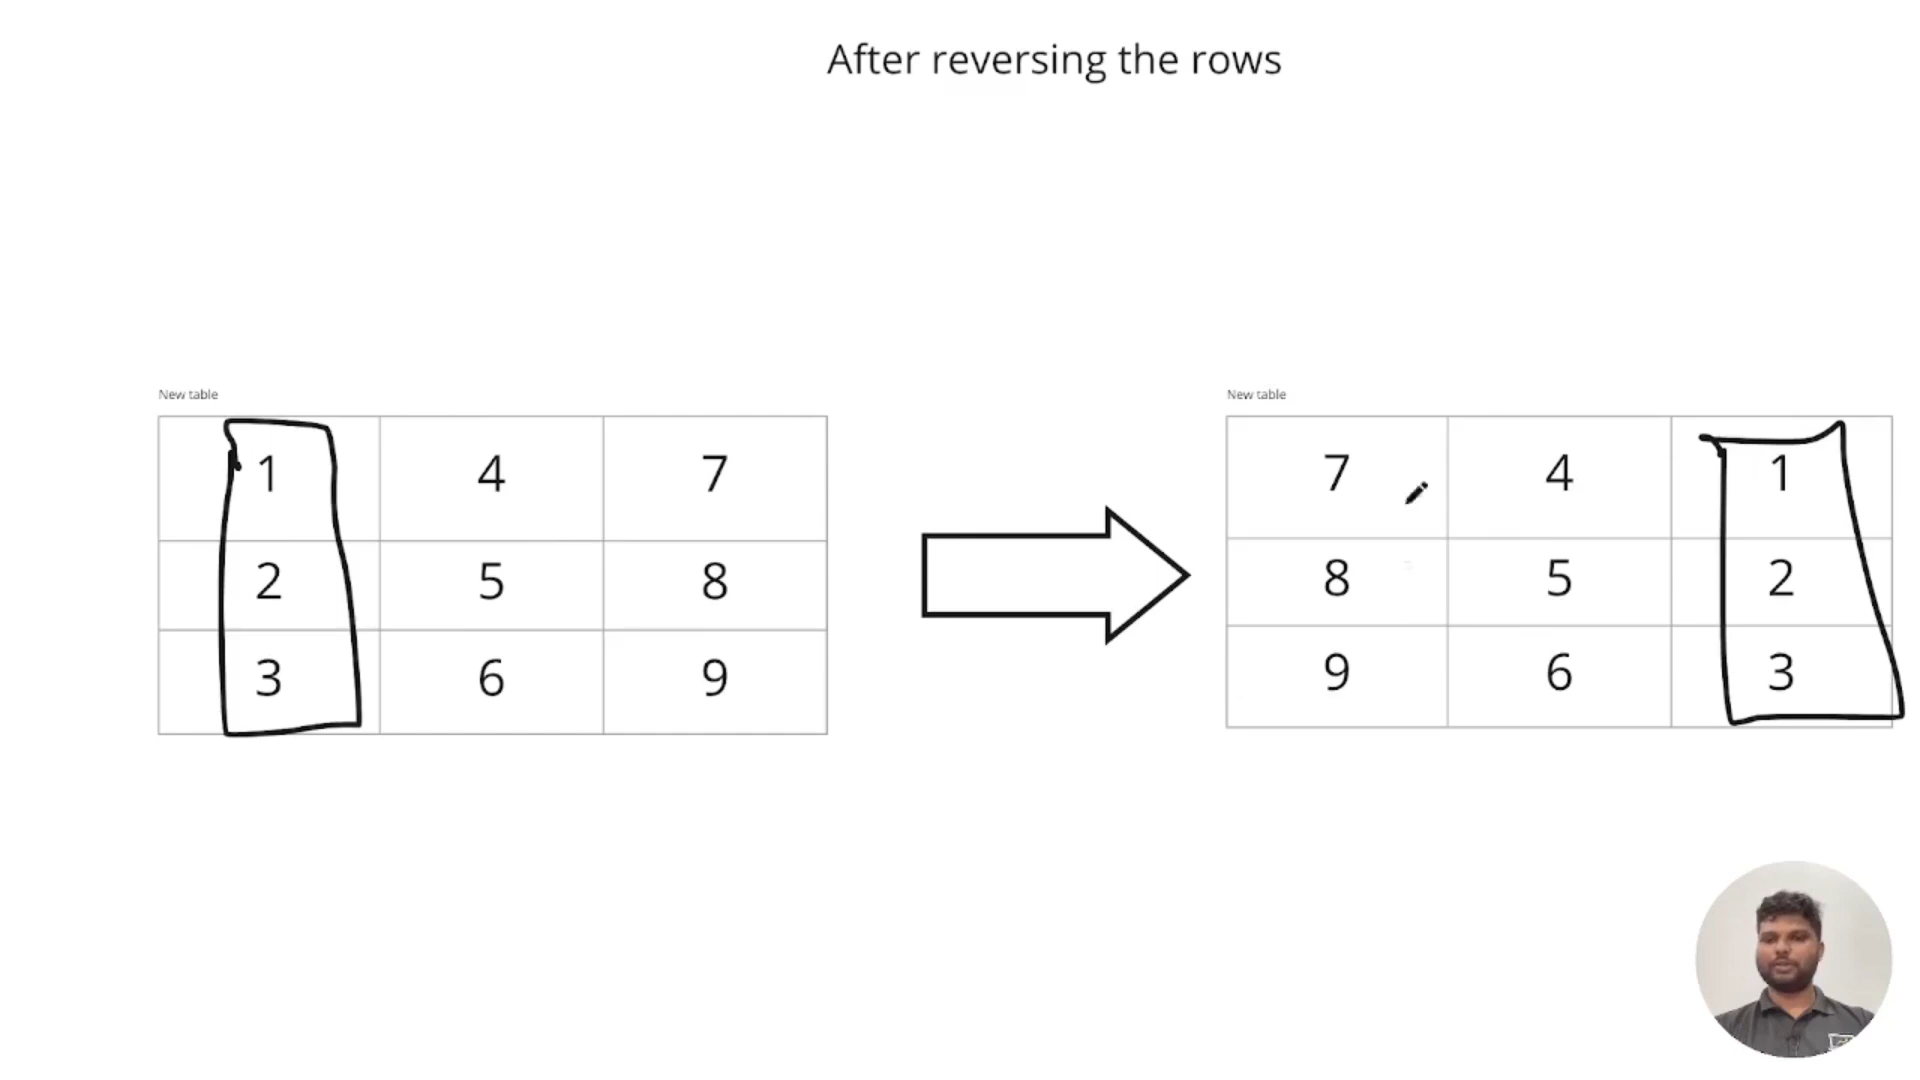 After reversing the rows
New table
1 4 7
2 5 8
3 6 9
New table
7 4 1
8 5 2
9 6 3